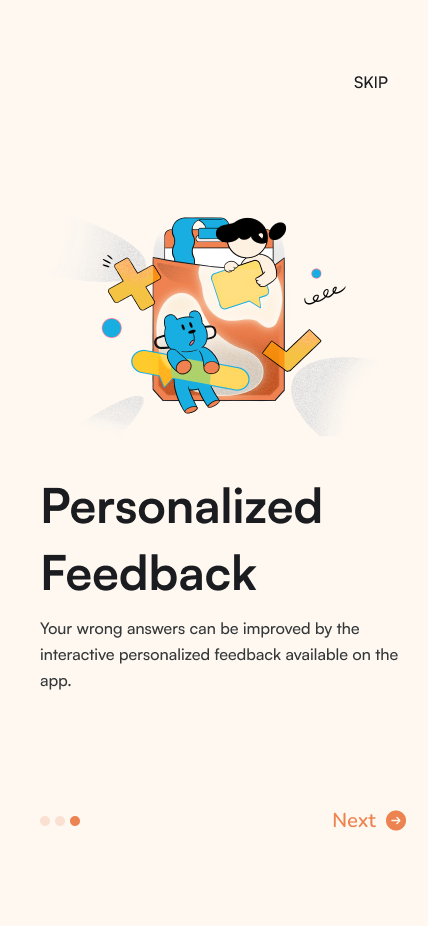 SKIP
Personalized
Feedback
Your wrong answers can be improved by the
interactive personalized feedback available on the
app.
Next